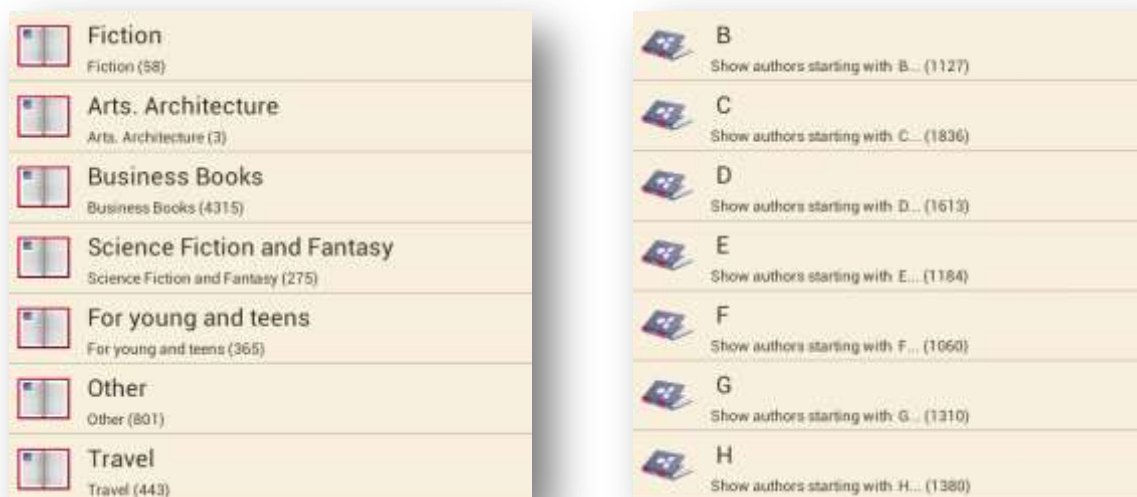 Fiction
Fiction (58)
Arts. Architecture
Arts. Architecture (3)
Business Books
Business Books (4315)
Science Fiction and Fantasy
Science Fiction and Fantasy (275)
For young and teens
For young and teens (365)
Other
Other (801)
Travel
Travel (443)
B
Show authors starting with B... (1127)
C
Show authors starting with C... (1836)
D
Show authors starting with D... (1613)
E
Show authors starting with E... (1184)
F
Show authors starting with F... (1060)
G
Show authors starting with G... (1310)
H
Show authors starting with H... (1380)